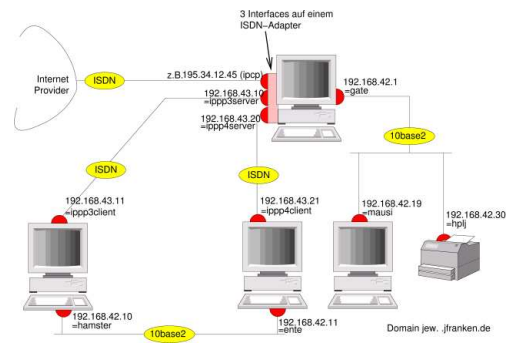 3 Interfaces auf einem
ISDN-Adapter
Internet
Provider
ISDN
z.B.195.34.12.45 (ipcp)
192.168.43.10
=ippp3server
192.168.43.20
=ippp4server
192.168.42.1
=gate
10base2
ISDN
ISDN
192.168.43.11
=ippp3client
192.168.43.21
=ippp4client
192.168.42.19
=mausi
192.168.42.30
=hplj
192.168.42.10
=hamster
10base2
192.168.42.11
=ente
Domain jew. .jfranken.de